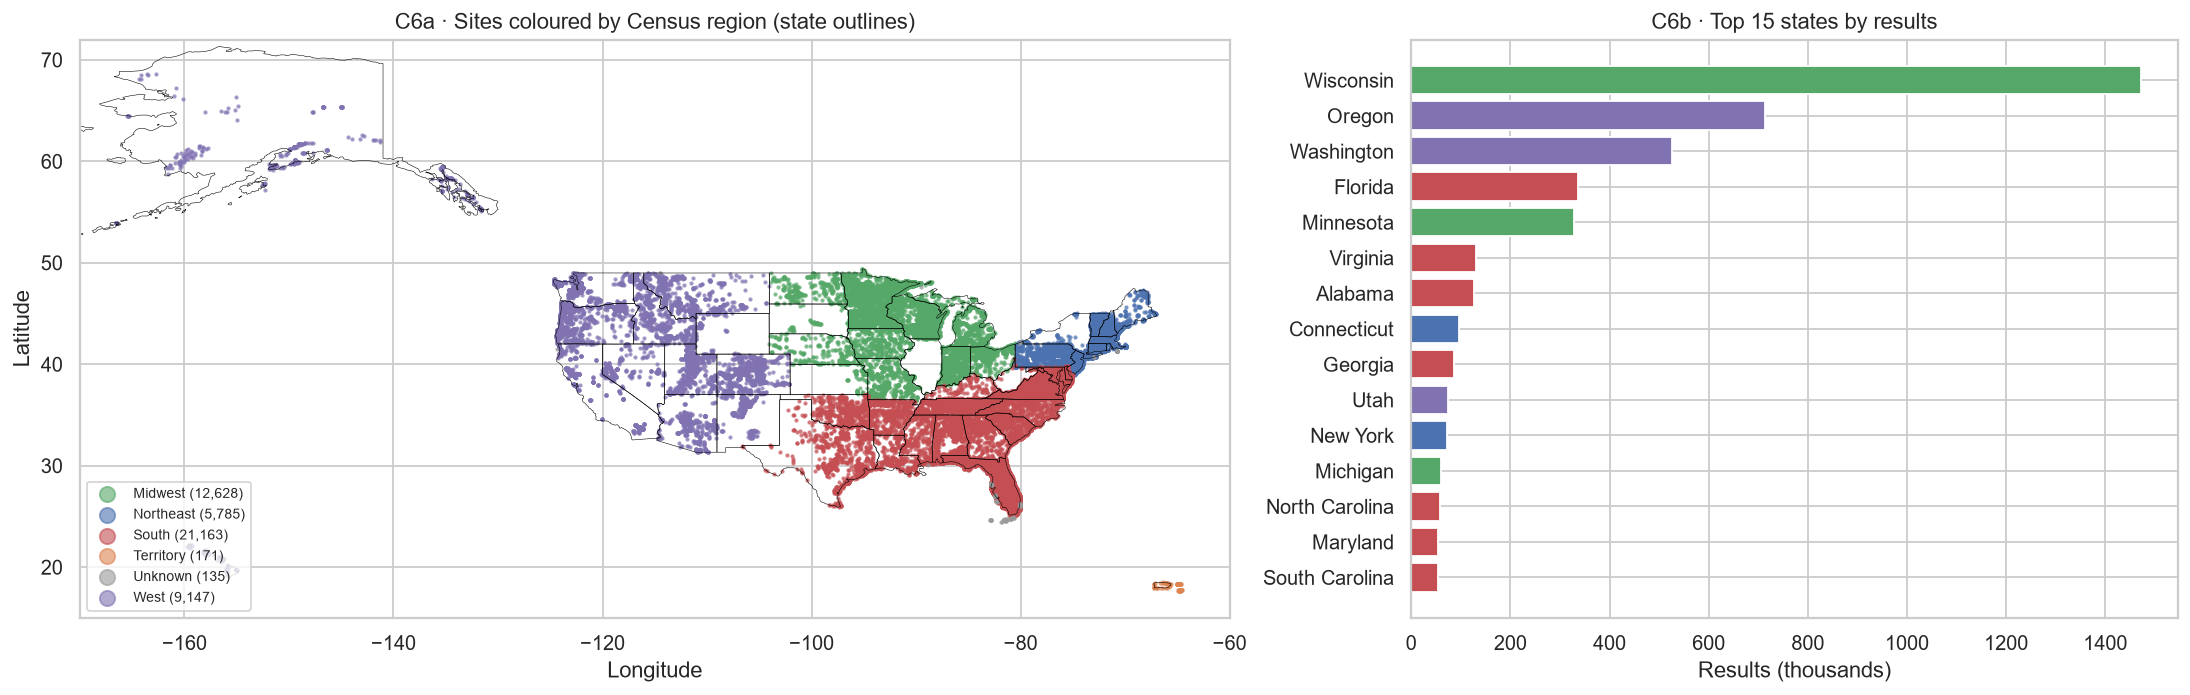 C6a · Sites coloured by Census region (state outlines)
70
60
50
40
30
20
Latitude
−160
−140
−120
−100
−80
−60
Longitude
Midwest (12,628)
Northeast (5,785)
South (21,163)
Territory (171)
Unknown (135)
West (9,147)
C6b · Top 15 states by results
Wisconsin
Oregon
Washington
Florida
Minnesota
Virginia
Alabama
Connecticut
Georgia
Utah
New York
Michigan
North Carolina
Maryland
South Carolina
0
200
400
600
800
1000
1200
1400
Results (thousands)